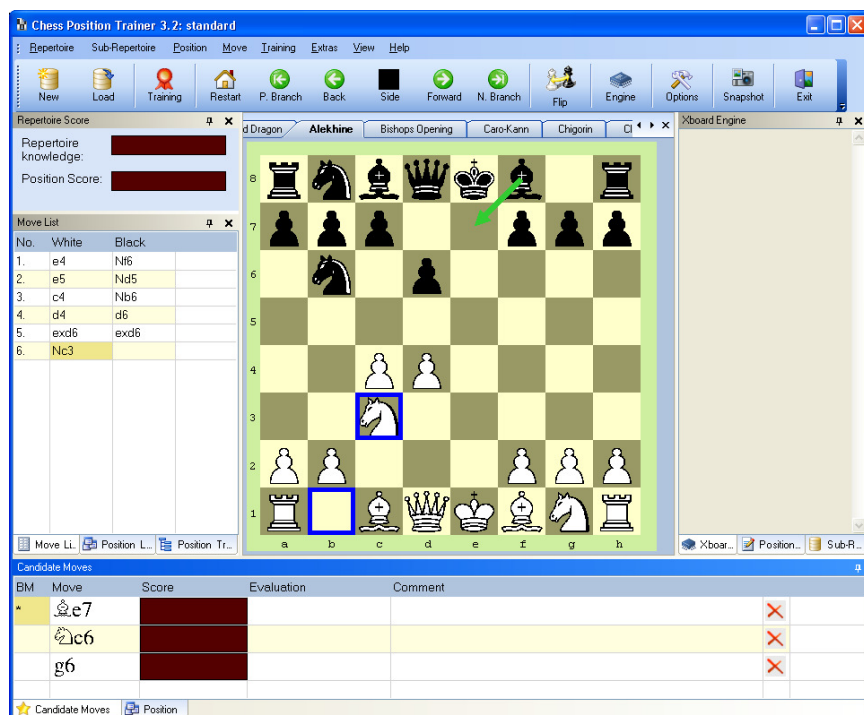 Chess Position Trainer 3.2: standard
Repertoire Sub-Repertoire Position Move Training Extras View Help
New Load Training Restart P. Branch Back Side Forward N. Branch Flip Engine Options Snapshot Exit
Repertoire Score
d Dragon Alekhine Bishops Opening Caro-Kann Chigorin Cl
Xboard Engine
Repertoire
knowledge:
Position Score:
Move List
No. White Black
1. e4 Nf6
2. e5 Nd5
3. c4 Nb6
4. d4 d6
5. exd6 exd6
6. Nc3
8
7
6
5
4
3
2
1
a b c d e f g h
Move Li.. Position L... Position Tr...
Xboar... Position... Sub-R...
Candidate Moves
BM Move Score Evaluation Comment
* ♗e7
♘c6
g6
Candidate Moves Position